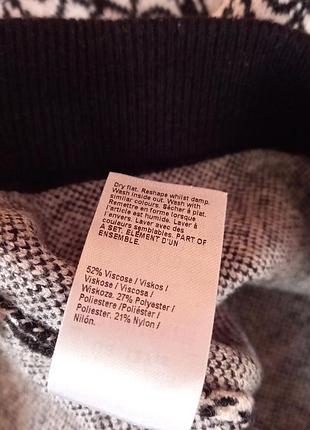 Dry flat. Reshape whilst damp.
Wash inside out. Wash with
similar colours. Sécher à plat.
Remettre en forme lorsque
l'article est humide. Laver à
l'envers. Laver avec des
couleurs semblables. PART OF
A SET. ÉLÉMENT D'UN
ENSEMBLE.
52% Viscose / Viskos /
Viskose / Viscosa /
Wiskoza. 27% Polyester /
Poliestere /Poliéster /
Poliester. 21% Nylon /
Nilón.